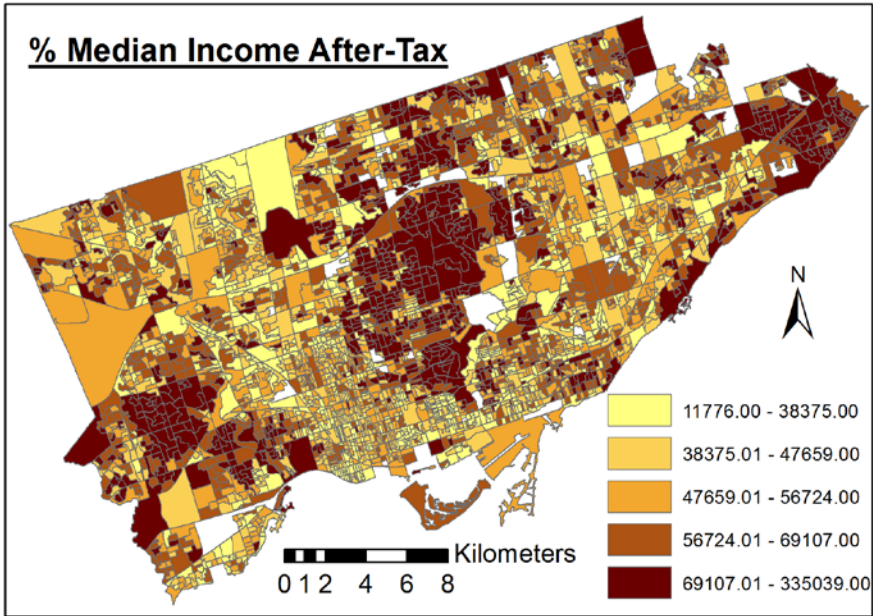 % Median Income After-Tax
N
11776.00 - 38375.00
38375.01 - 47659.00
47659.01 - 56724.00
56724.01 - 69107.00
69107.01 - 335039.00
Kilometers
0 1 2 4 6 8